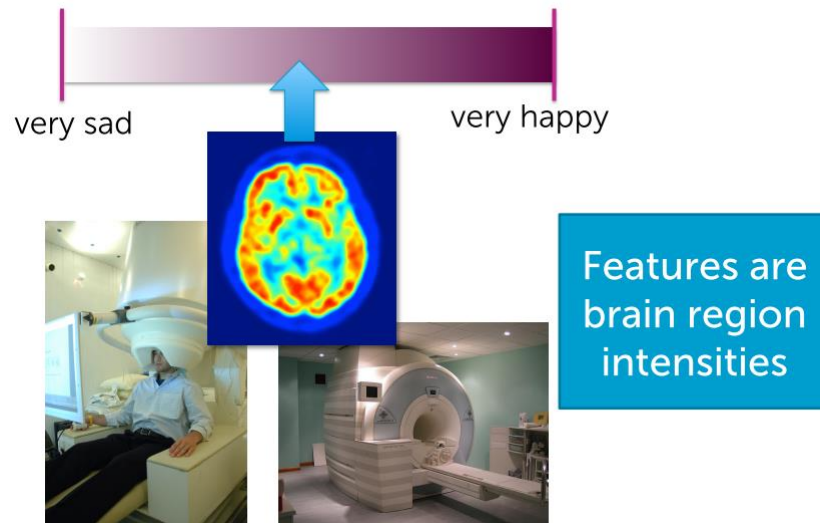 very sad
very happy
Features are
brain region
intensities